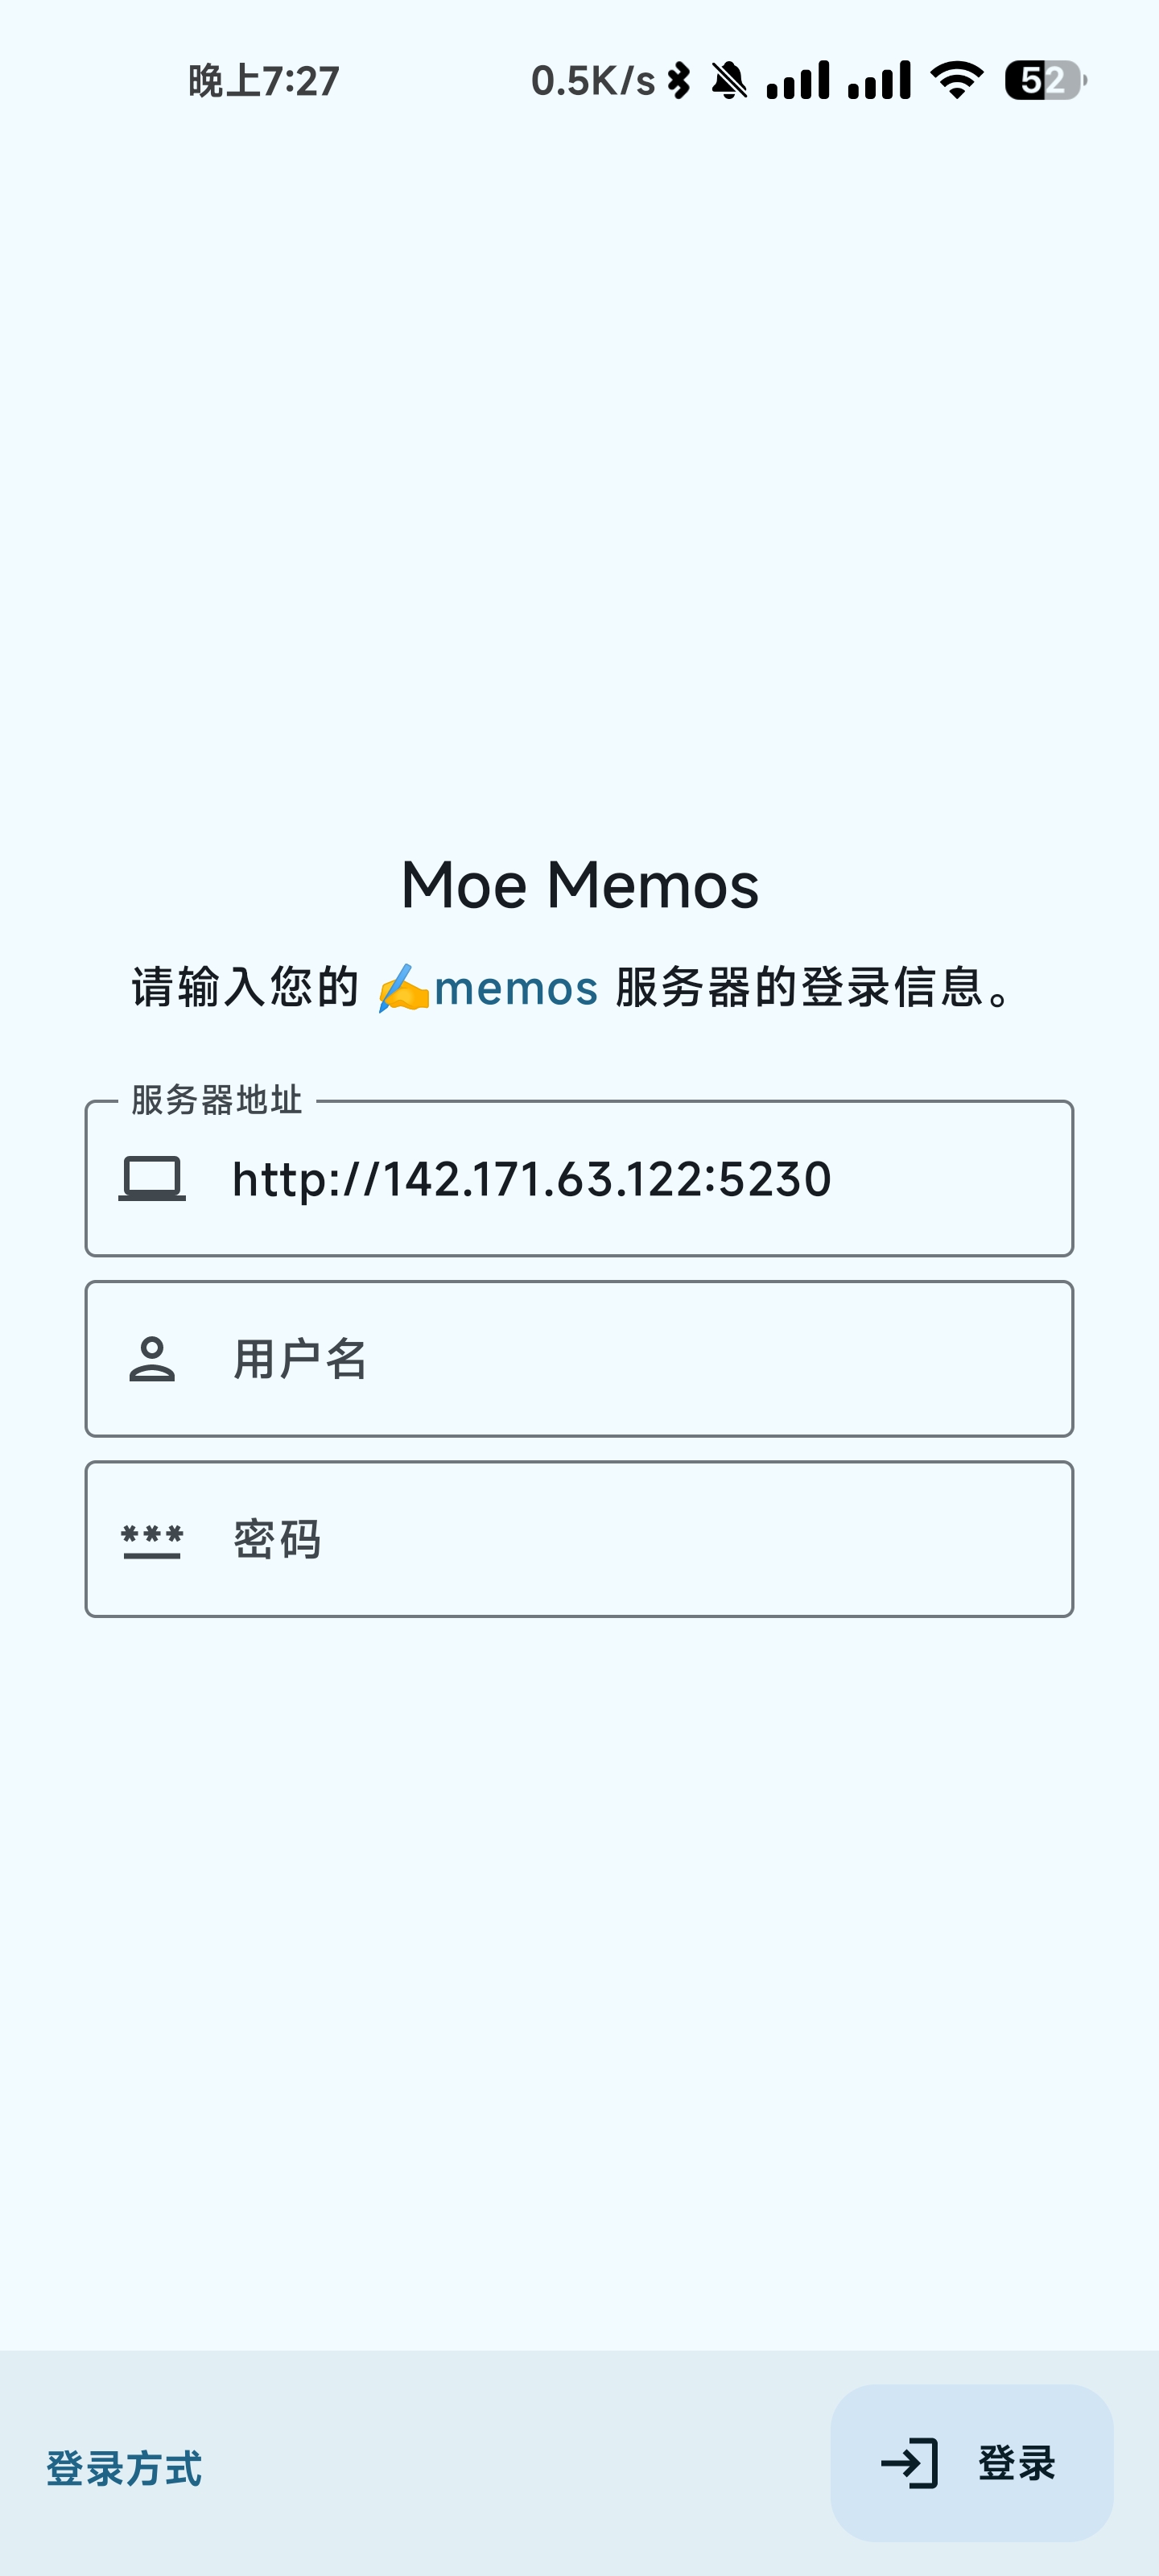 晚上7:27 0.5K/s 52
Moe Memos
请输入您的 ✍️memos 服务器的登录信息。
服务器地址
http://142.171.63.122:5230
用户名
密码
登录方式
登录